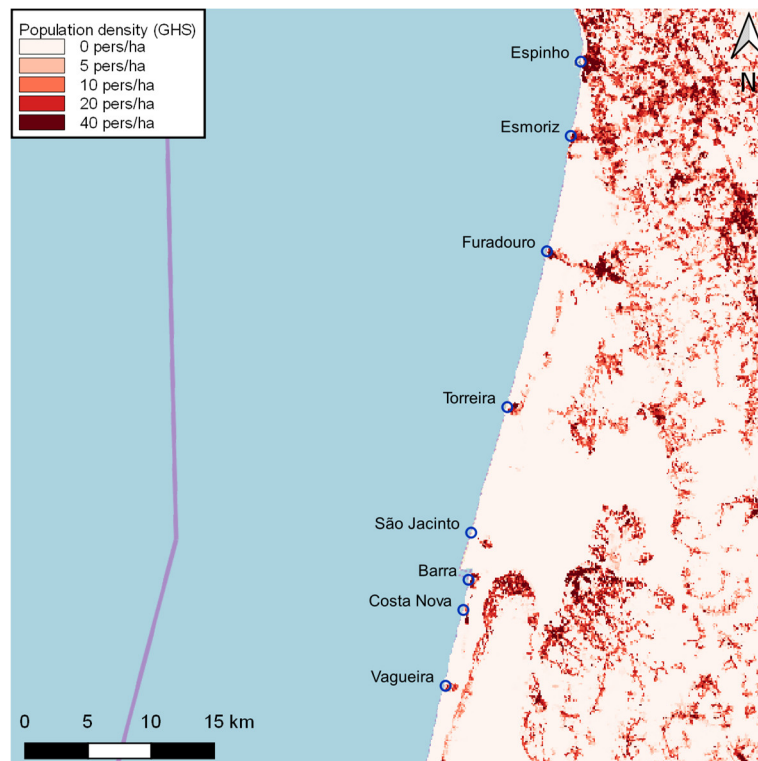 Population density (GHS)
0 pers/ha
5 pers/ha
10 pers/ha
20 pers/ha
40 pers/ha
N
Espinho
Esmoriz
Furadouro
Torreira
São Jacinto
Barra
Costa Nova
Vagueira
0 5 10 15 km